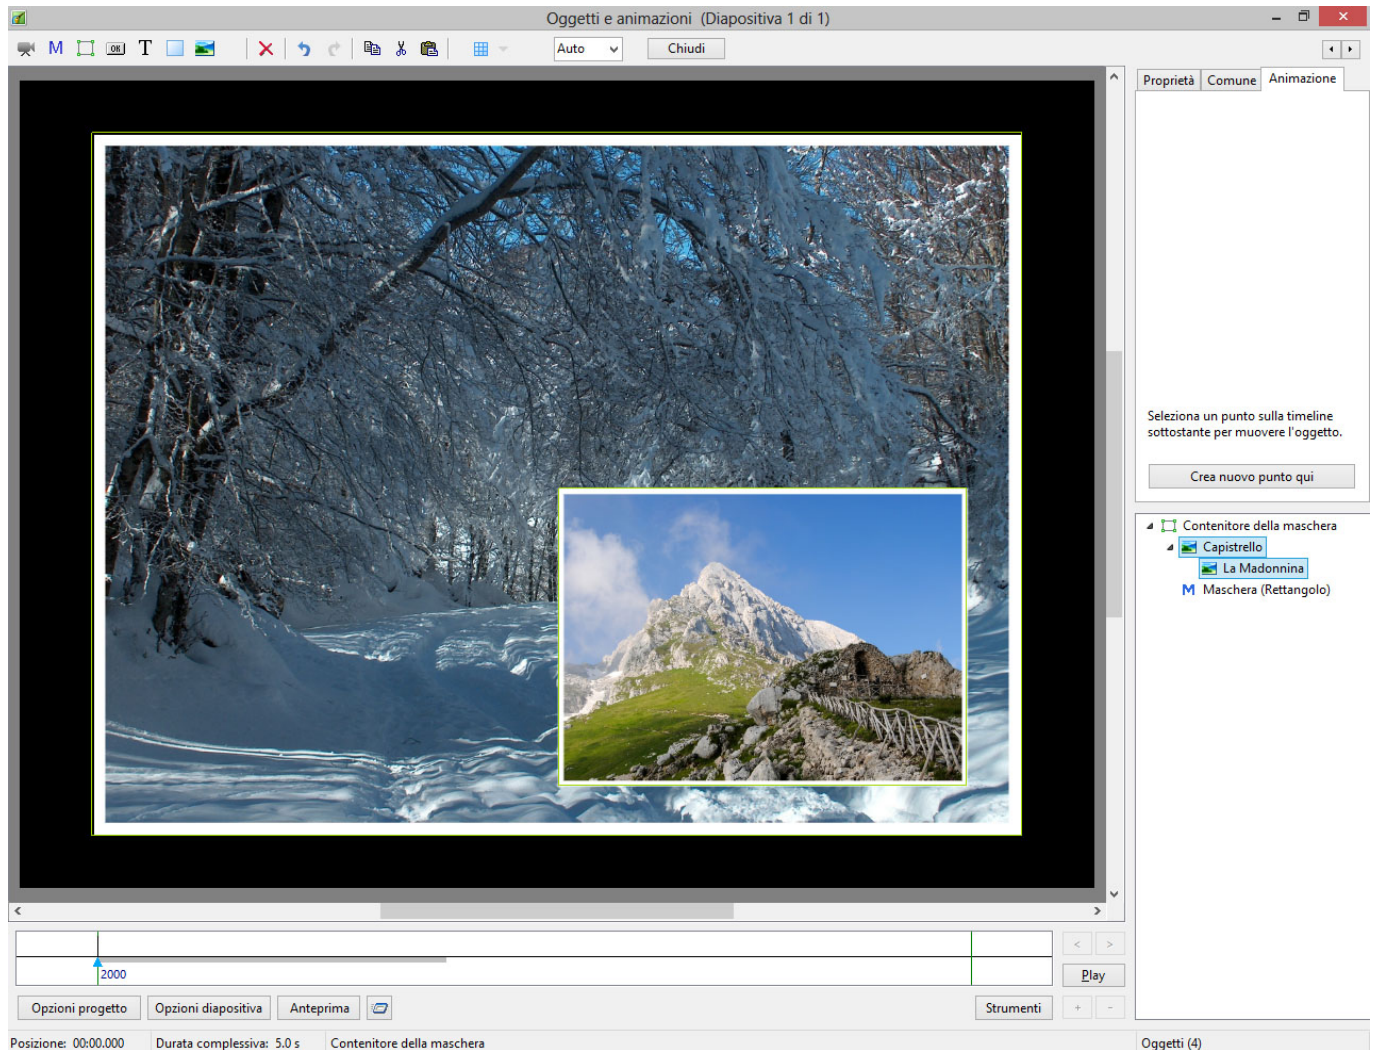 Oggetti e animazioni (Diapositiva 1 di 1)
M OK T Auto Chiudi
Proprietà Comune Animazione
Seleziona un punto sulla timeline
sottostante per muovere l'oggetto.
Crea nuovo punto qui
Contenitore della maschera
Capistrello
La Madonnina
M Maschera (Rettangolo)
< >
2000
Play
Opzioni progetto Opzioni diapositiva Anteprima Strumenti + -
Posizione: 00:00.000 Durata complessiva: 5.0 s Contenitore della maschera Oggetti (4)